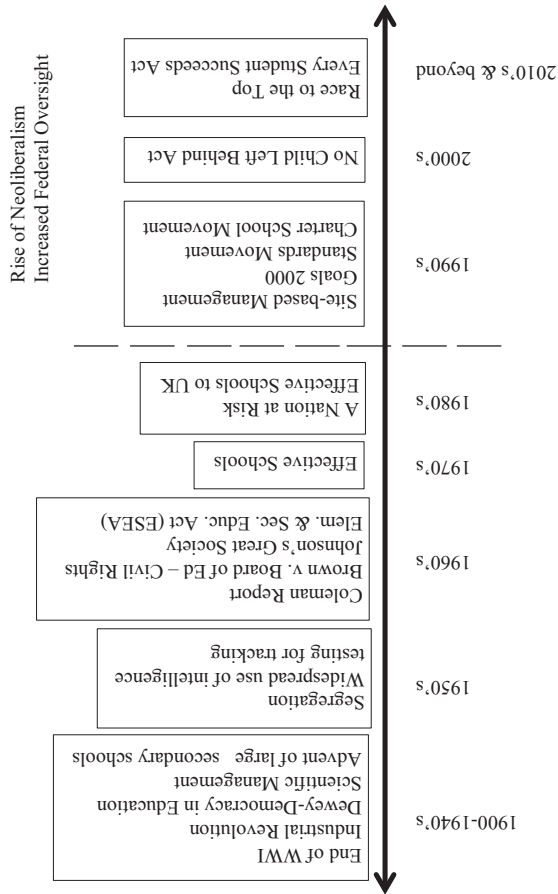 1900-1940's
End of WWI
Industrial Revolution
Dewey-Democracy in Education
Scientific Management
Advent of large secondary schools
1950's
Segregation
Widespread use of intelligence
testing for tracking
1960's
Coleman Report
Brown v. Board of Ed – Civil Rights
Johnson's Great Society
Elem. & Sec. Educ. Act (ESEA)
1970's
Effective Schools
1980's
A Nation at Risk
Effective Schools to UK
1990's
Site-based Management
Goals 2000
Standards Movement
Charter School Movement
2000's
No Child Left Behind Act
2010's & beyond
Race to the Top
Every Student Succeeds Act
Rise of Neoliberalism
Increased Federal Oversight